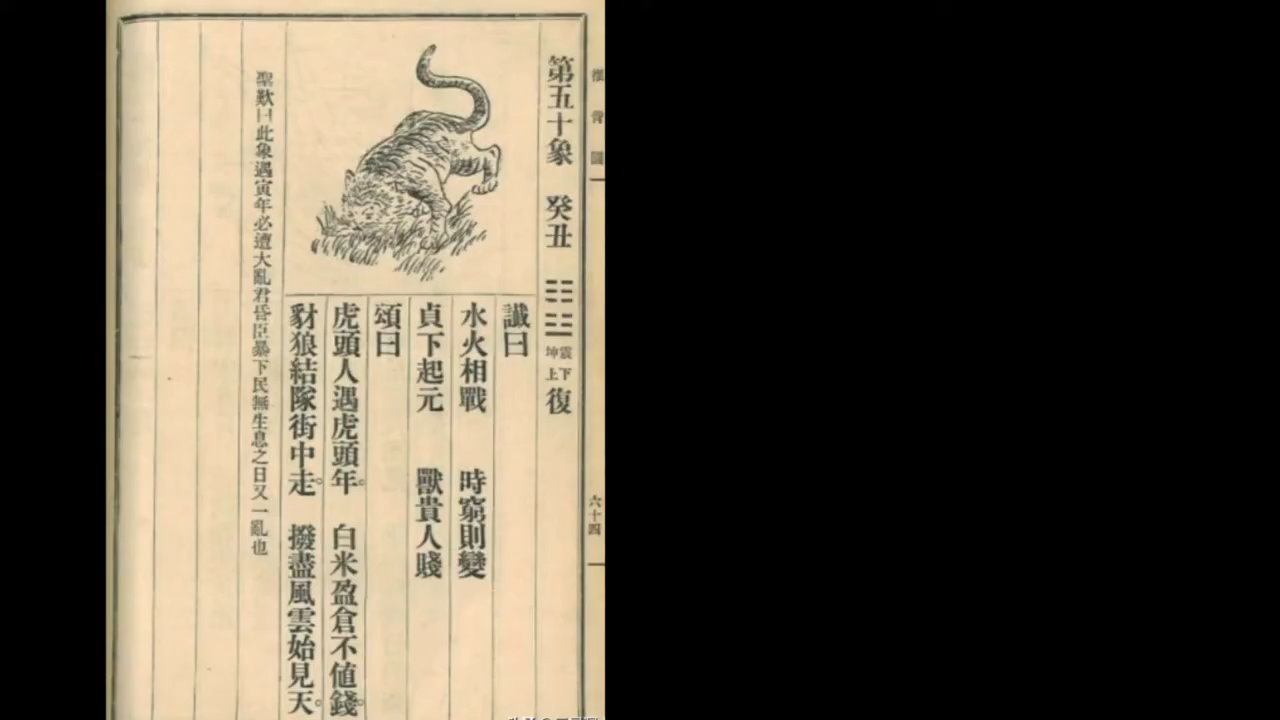 推背圖
六十四
第五十象 癸丑
震下
坤上
復
讖曰
水火相戰 時窮則變
貞下起元 獸貴人賤
頌曰
虎頭人遇虎頭年。 白米盈倉不值錢。
豺狼結隊街中走。 撥盡風雲始見天。
聖歎曰此象遇寅年必遭大亂君昏臣暴下民無生息之日又一亂也